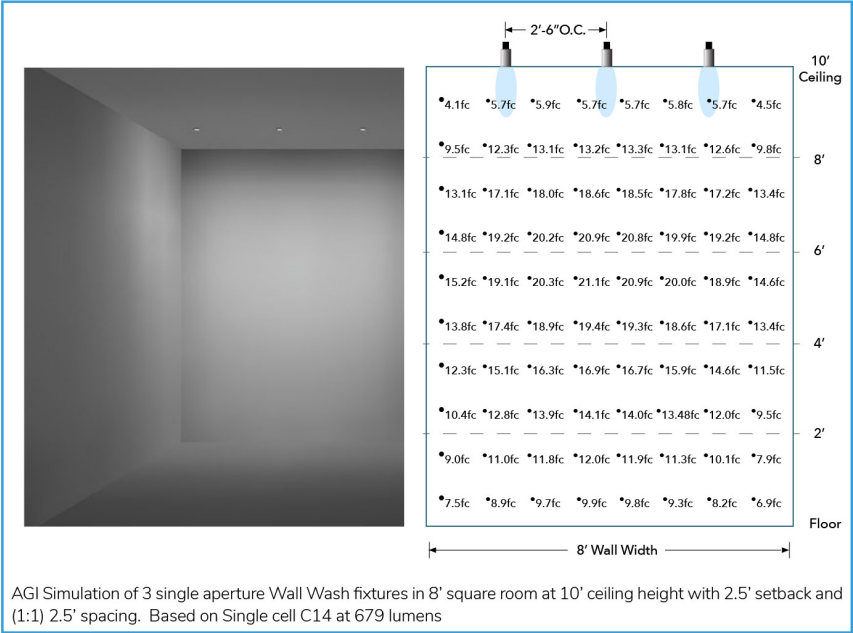 2'-6"O.C.
10'
Ceiling
4.1fc 5.7fc 5.9fc 5.7fc 5.7fc 5.8fc 5.7fc 4.5fc
9.5fc 12.3fc 13.1fc 13.2fc 13.3fc 13.1fc 12.6fc 9.8fc
8'
13.1fc 17.1fc 18.0fc 18.6fc 18.5fc 17.8fc 17.2fc 13.4fc
14.8fc 19.2fc 20.2fc 20.9fc 20.8fc 19.9fc 19.2fc 14.8fc
6'
15.2fc 19.1fc 20.3fc 21.1fc 20.9fc 20.0fc 18.9fc 14.6fc
13.8fc 17.4fc 18.9fc 19.4fc 19.3fc 18.6fc 17.1fc 13.4fc
4'
12.3fc 15.1fc 16.3fc 16.9fc 16.7fc 15.9fc 14.6fc 11.5fc
10.4fc 12.8fc 13.9fc 14.1fc 14.0fc 13.48fc 12.0fc 9.5fc
2'
9.0fc 11.0fc 11.8fc 12.0fc 11.9fc 11.3fc 10.1fc 7.9fc
7.5fc 8.9fc 9.7fc 9.9fc 9.8fc 9.3fc 8.2fc 6.9fc
Floor
8' Wall Width
AGI Simulation of 3 single aperture Wall Wash fixtures in 8' square room at 10' ceiling height with 2.5' setback and
(1:1) 2.5' spacing. Based on Single cell C14 at 679 lumens